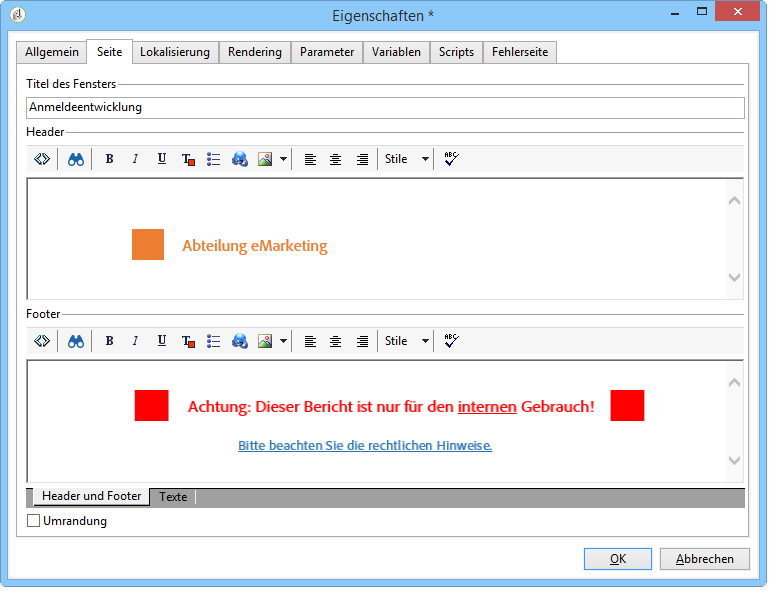 Eigenschaften *
Allgemein Seite Lokalisierung Rendering Parameter Variablen Scripts Fehlerseite
Titel des Fensters
Anmeldeentwicklung
Header
B I U T Stile ABC
Abteilung eMarketing
Footer
B I U T Stile ABC
Achtung: Dieser Bericht ist nur für den internen Gebrauch!
Bitte beachten Sie die rechtlichen Hinweise.
Header und Footer Texte
Umrandung
OK Abbrechen